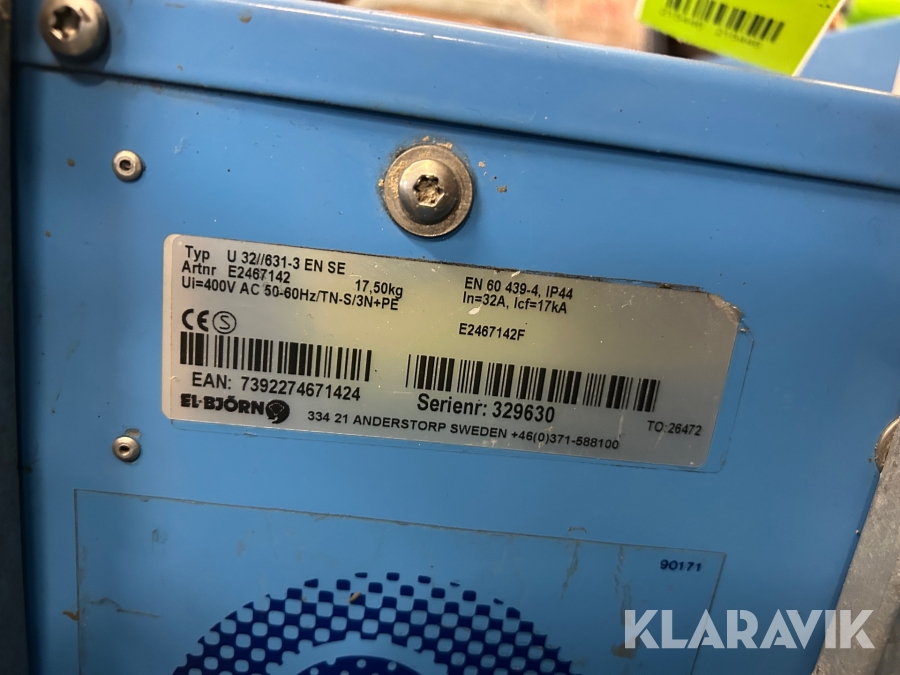 Typ U 32//631-3 EN SE
Artnr E2467142 17,50kg
Ui=400V AC 50-60Hz/TN-S/3N+PE
EN 60 439-4, IP44
In=32A, Icf=17kA
E2467142F
CE S
EAN: 7392274671424
Serienr: 329630
EL-BJÖRN
334 21 ANDERSTORP SWEDEN +46(0)371-588100
TO:26472
90171
KLARAVIK